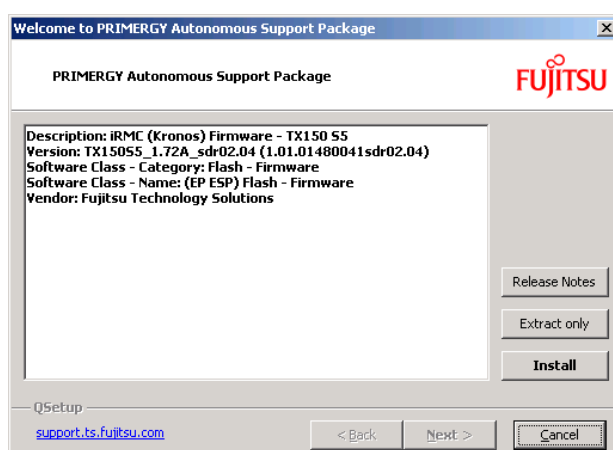 Welcome to PRIMERGY Autonomous Support Package
PRIMERGY Autonomous Support Package
FUJITSU
Description: iRMC (Kronos) Firmware - TX150 S5
Version: TX150S5_1.72A_sdr02.04 (1.01.01480041sdr02.04)
Software Class - Category: Flash - Firmware
Software Class - Name: (EP ESP) Flash - Firmware
Vendor: Fujitsu Technology Solutions
Release Notes
Extract only
Install
QSetup
support.ts.fujitsu.com
< Back
Next >
Cancel